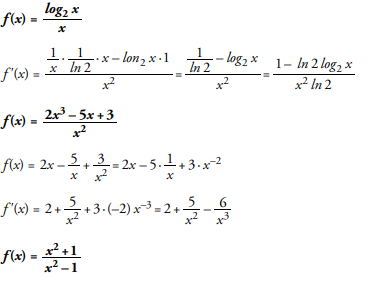 f(x) = log₂ x / x
f'(x) = (1/x · 1/ln 2 · x – lon₂ x · 1) / x² = (1/ln 2 – log₂ x) / x² = (1 – ln 2 log₂ x) / (x² ln 2)
f(x) = (2x³ – 5x + 3) / x²
f(x) = 2x – 5/x + 3/x² = 2x – 5 · 1/x + 3 · x⁻²
f'(x) = 2 + 5/x² + 3 · (–2) x⁻³ = 2 + 5/x² – 6/x³
f(x) = (x² + 1) / (x² – 1)